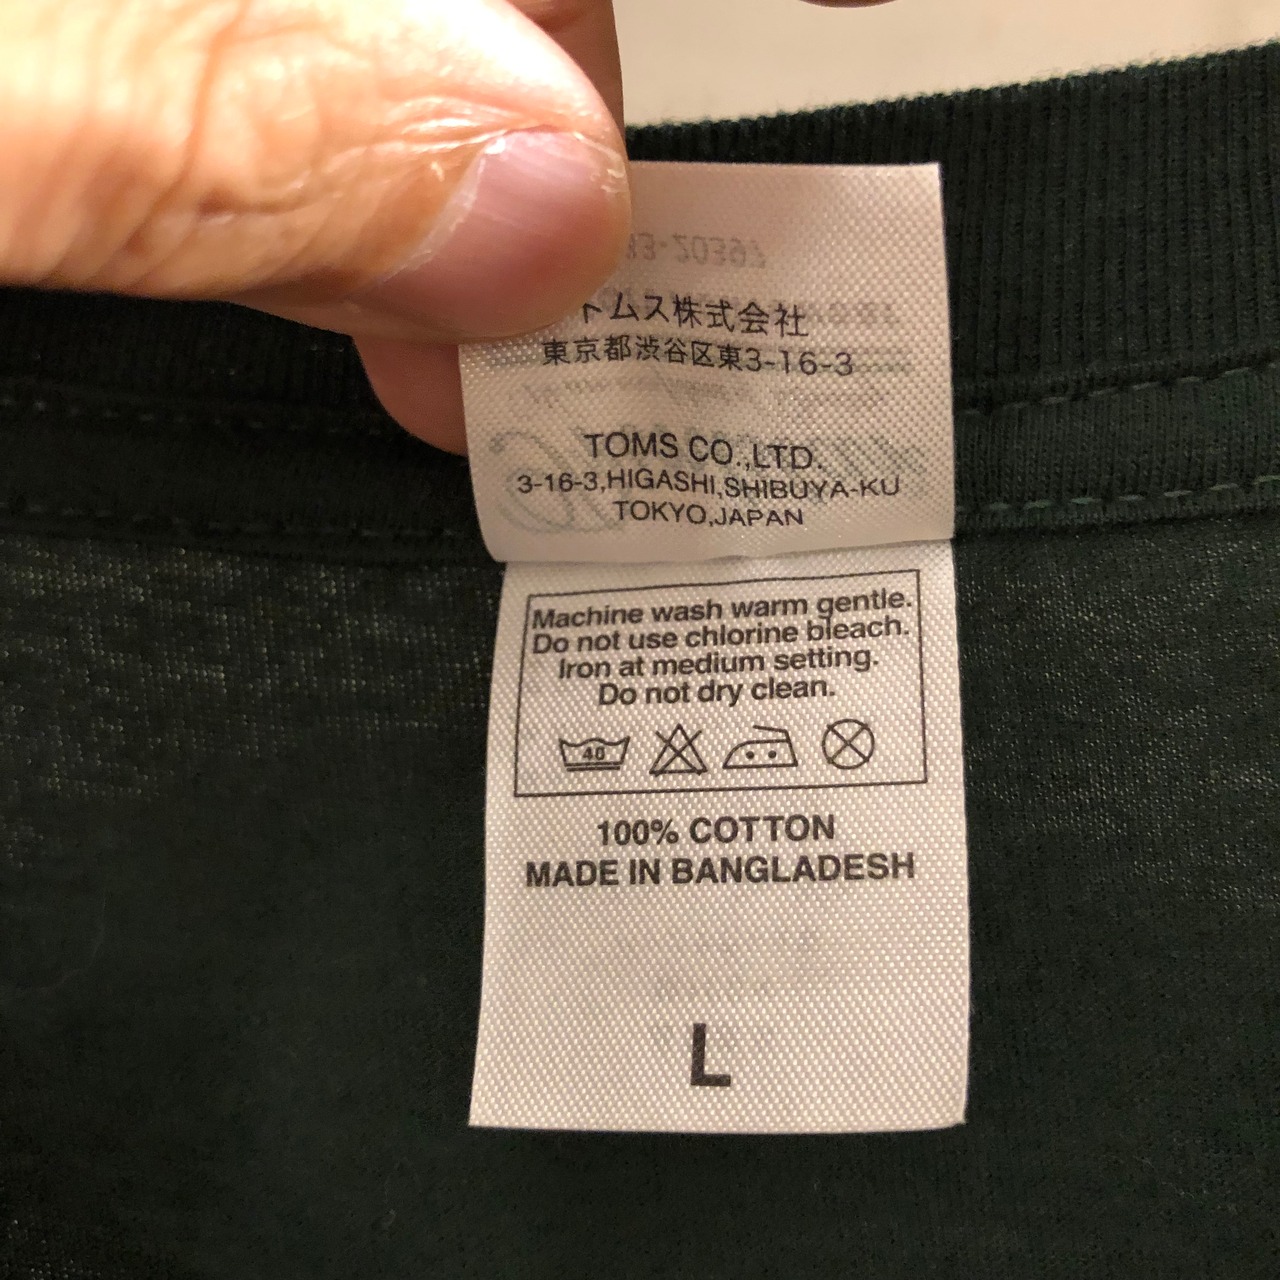 トムス株式会社
東京都渋谷区東3-16-3
TOMS CO.,LTD.
3-16-3,HIGASHI,SHIBUYA-KU
TOKYO,JAPAN
Machine wash warm gentle.
Do not use chlorine bleach.
Iron at medium setting.
Do not dry clean.
40
100% COTTON
MADE IN BANGLADESH
L